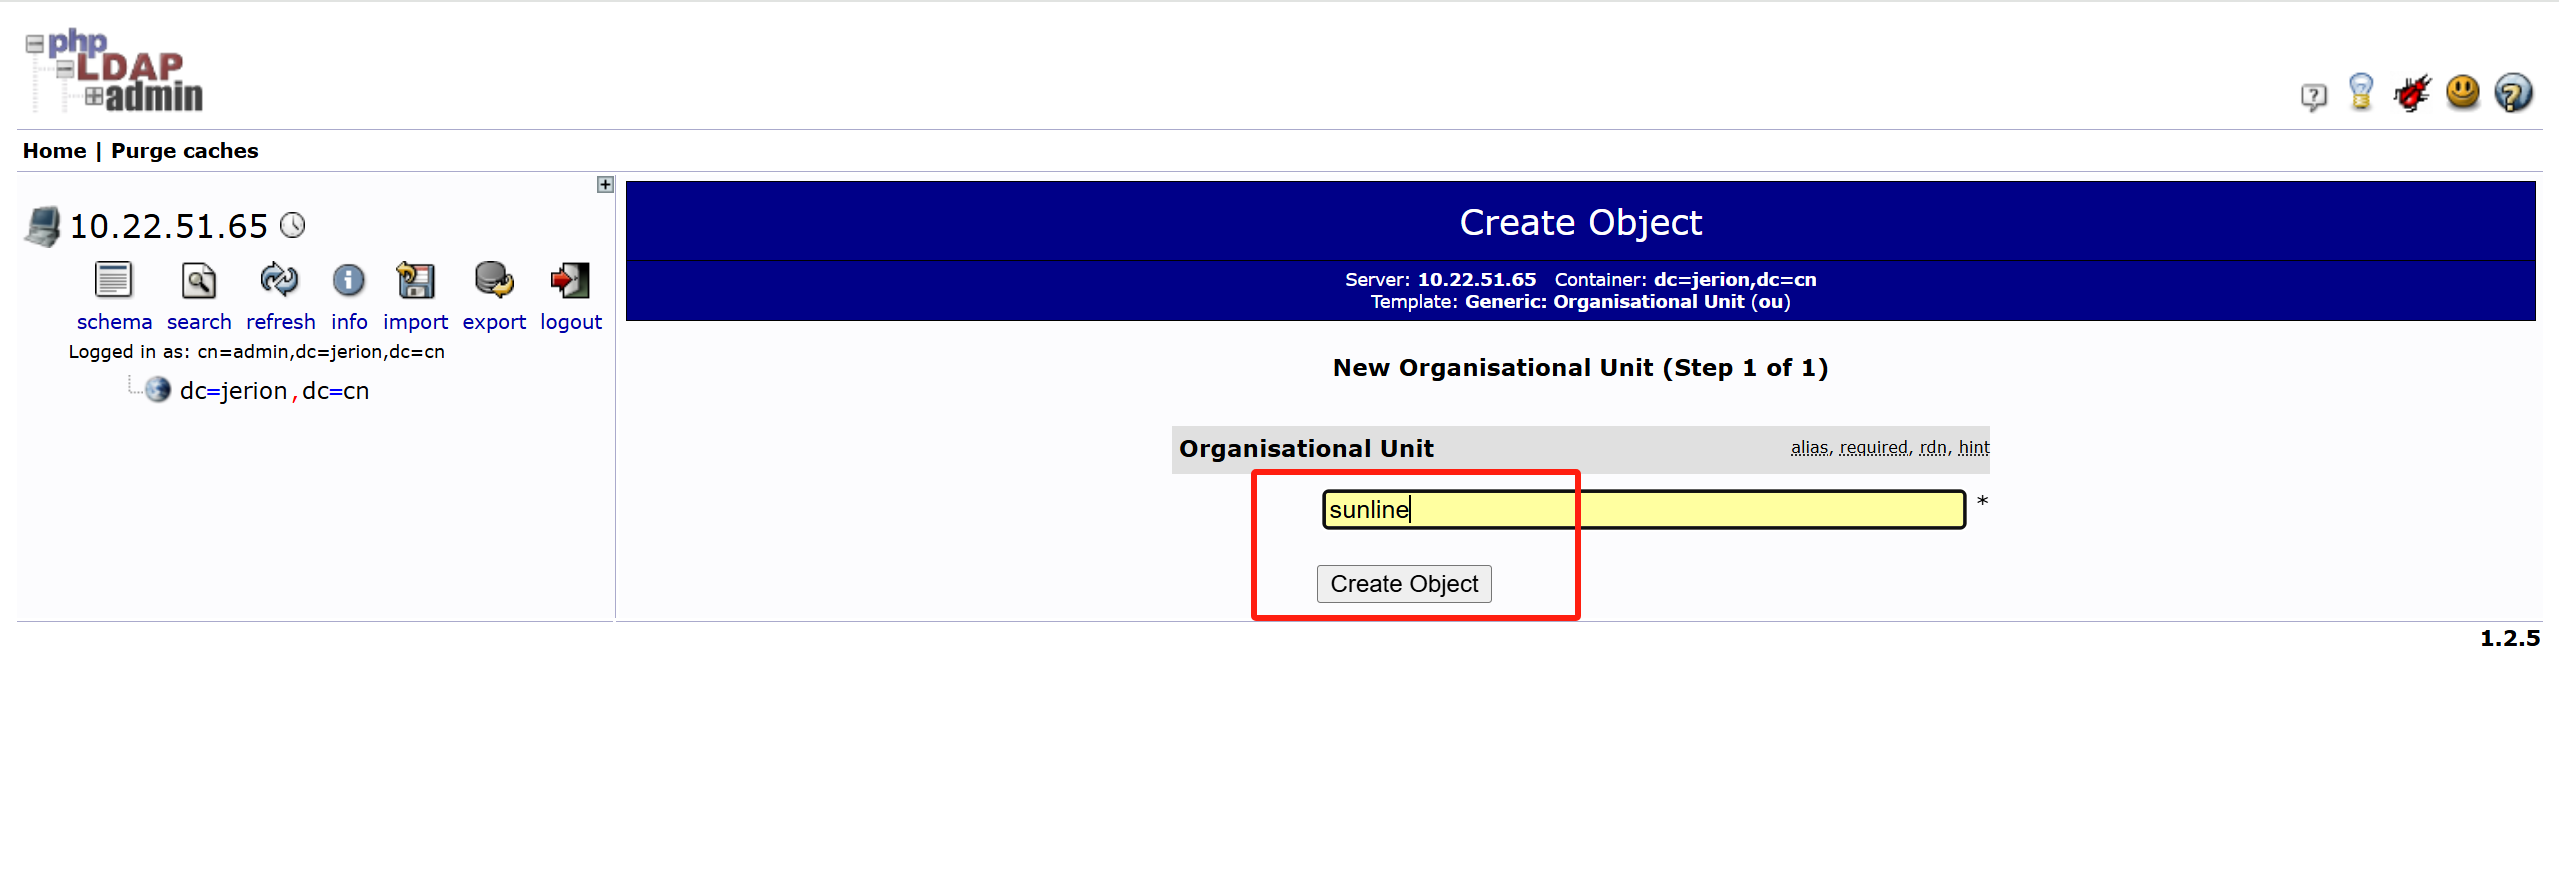 php
LDAP
admin
Home | Purge caches
10.22.51.65
schema search refresh info import export logout
Logged in as: cn=admin,dc=jerion,dc=cn
dc=jerion,dc=cn
Create Object
Server: 10.22.51.65 Container: dc=jerion,dc=cn
Template: Generic: Organisational Unit (ou)
New Organisational Unit (Step 1 of 1)
Organisational Unit alias, required, rdn, hint
sunline *
Create Object
1.2.5